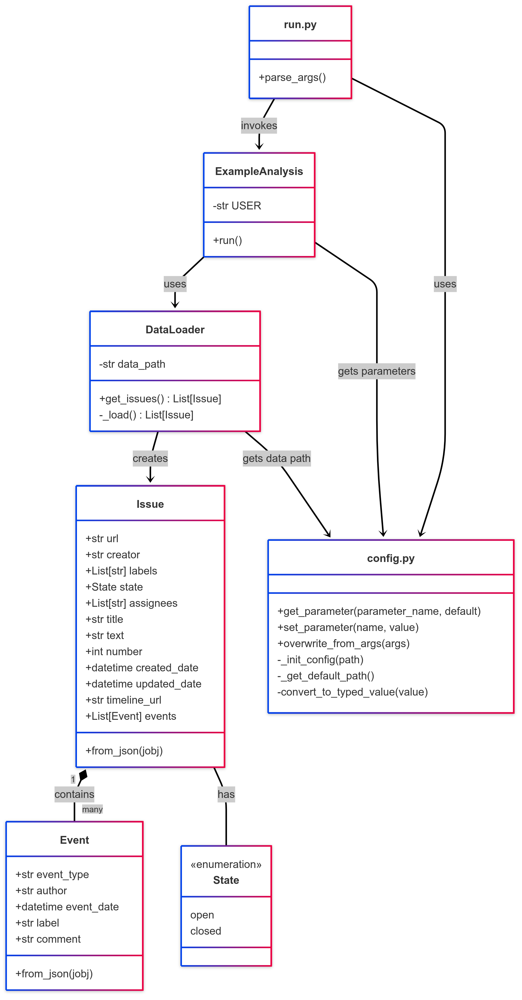 run.py
+parse_args()
invokes
ExampleAnalysis
-str USER
+run()
uses
uses
DataLoader
-str data_path
+get_issues() : List[Issue]
-_load() : List[Issue]
gets parameters
creates
gets data path
Issue
+str url
+str creator
+List[str] labels
+State state
+List[str] assignees
+str title
+str text
+int number
+datetime created_date
+datetime updated_date
+str timeline_url
+List[Event] events
+from_json(jobj)
config.py
+get_parameter(parameter_name, default)
+set_parameter(name, value)
+overwrite_from_args(args)
-_init_config(path)
-_get_default_path()
-convert_to_typed_value(value)
1
contains
many
has
Event
+str event_type
+str author
+datetime event_date
+str label
+str comment
+from_json(jobj)
«enumeration»
State
open
closed